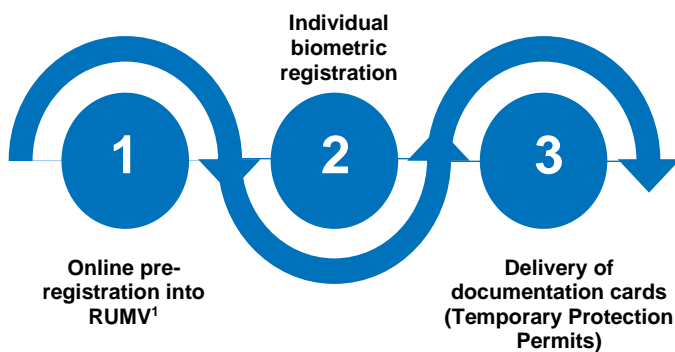 1
Online pre-
registration into
RUMV¹
Individual
biometric
registration
2
3
Delivery of
documentation cards
(Temporary Protection
Permits)